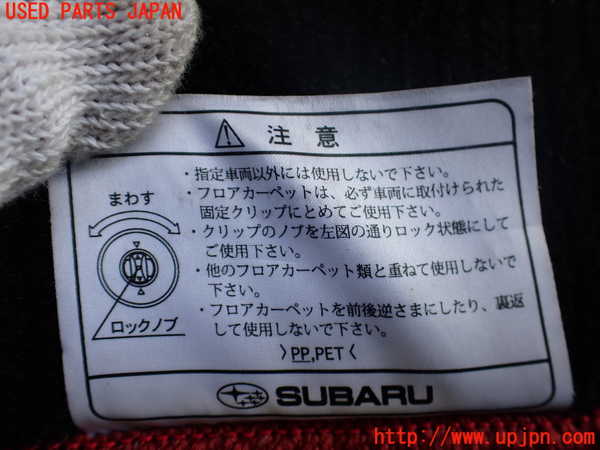 USED PARTS JAPAN
注意
・指定車両以外には使用しないで下さい。
・フロアカーペットは、必ず車両に取付けられた
固定クリップにとめてご使用下さい。
・クリップのノブを左図の通りロック状態にして
ご使用下さい。
・他のフロアカーペット類と重ねて使用しないで
下さい。
・フロアカーペットを前後逆さまにしたり、裏返
して使用しないで下さい。
まわす
ロックノブ
〉PP,PET〈
SUBARU
http://www.upjpn.com/